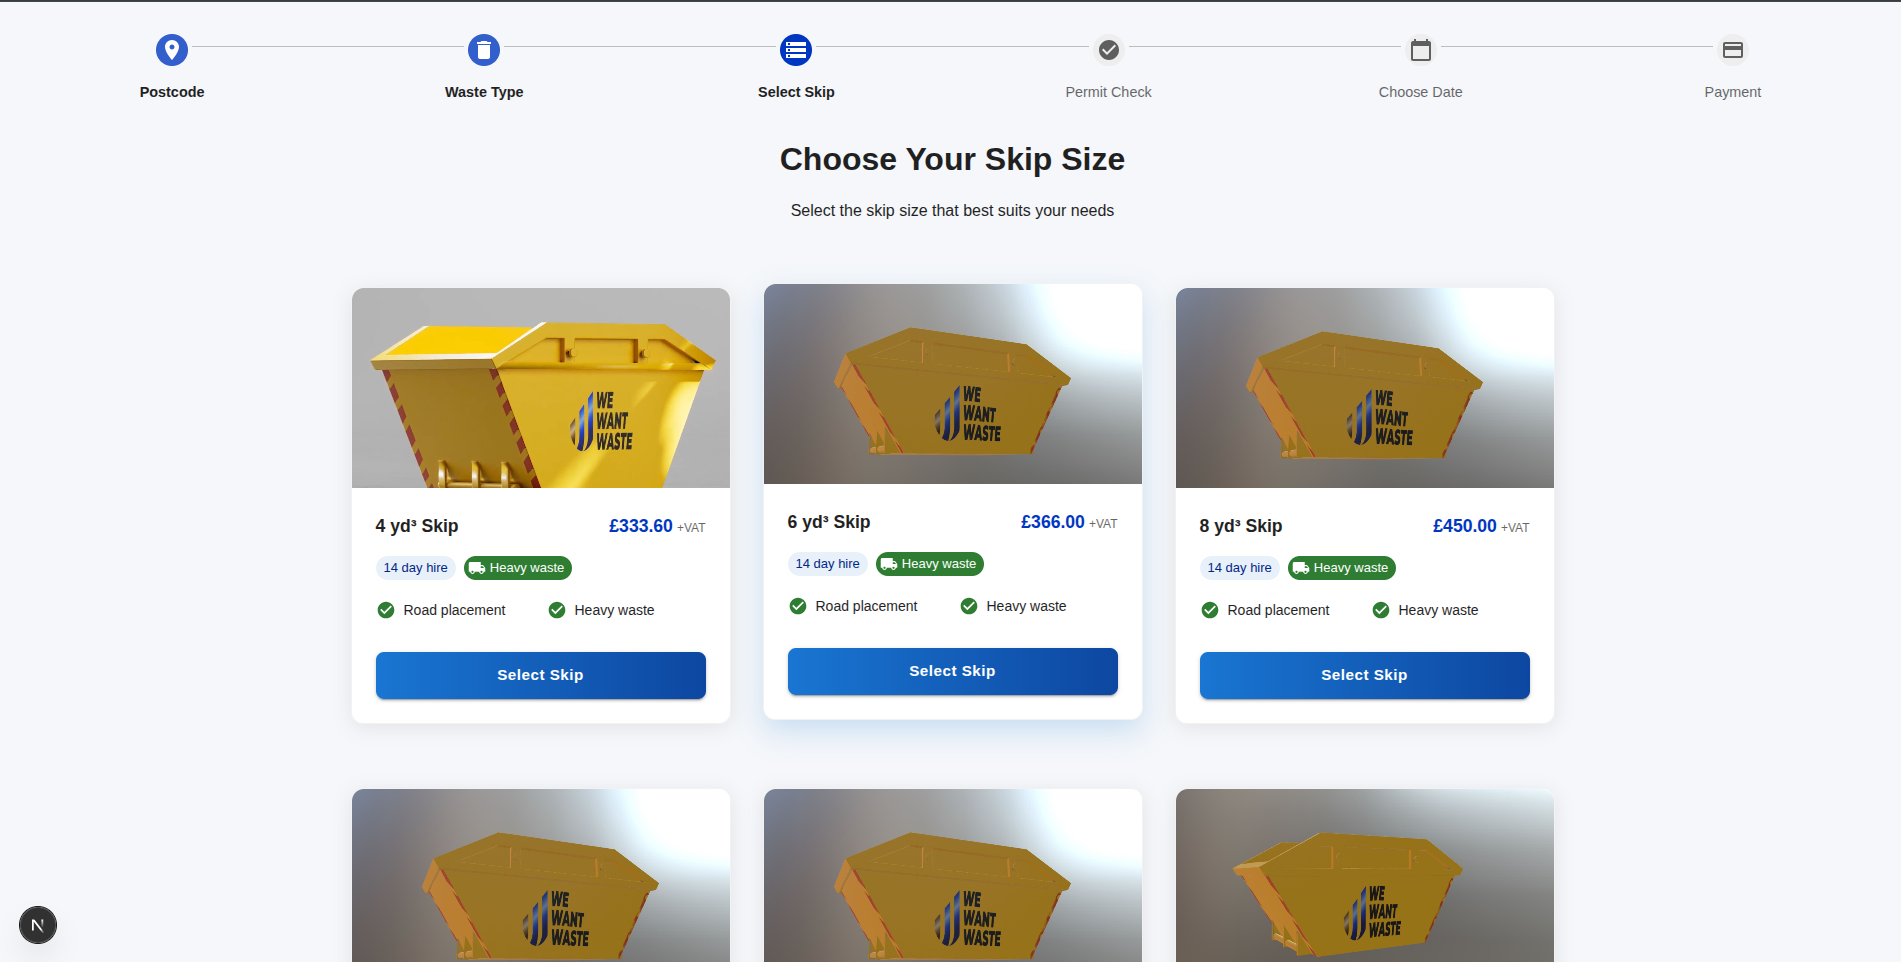 Postcode
Waste Type
Select Skip
Permit Check
Choose Date
Payment
Choose Your Skip Size
Select the skip size that best suits your needs
WE
WANT
WASTE
4 yd³ Skip
£333.60 +VAT
14 day hire
Heavy waste
Road placement
Heavy waste
Select Skip
WE
WANT
WASTE
6 yd³ Skip
£366.00 +VAT
14 day hire
Heavy waste
Road placement
Heavy waste
Select Skip
WE
WANT
WASTE
8 yd³ Skip
£450.00 +VAT
14 day hire
Heavy waste
Road placement
Heavy waste
Select Skip
WE
WANT
WASTE
WE
WANT
WASTE
WE
WANT
WASTE
N